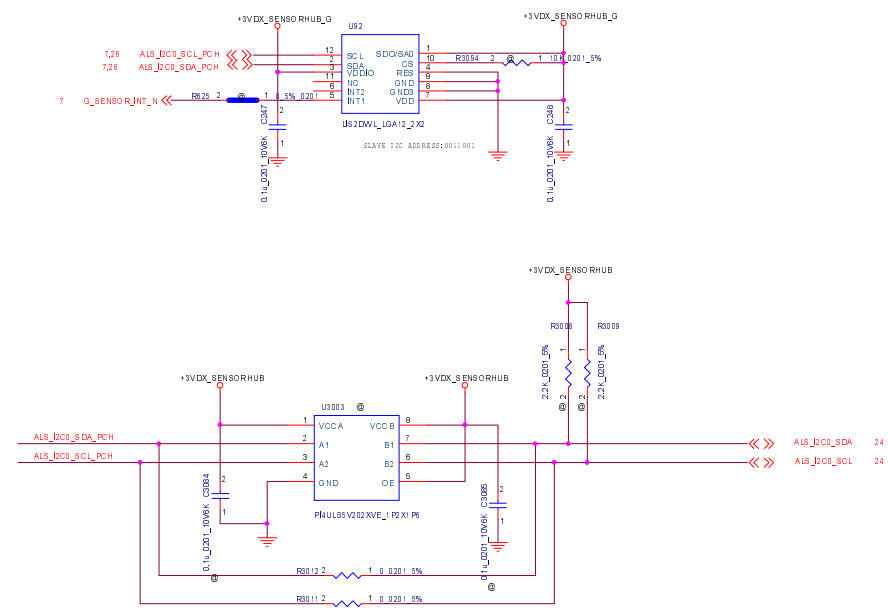 +3VDX_SENSORHUB_G
+3VDX_SENSORHUB_G
U92
7,26 ALS_I2C0_SCL_PCH 12 SCL SDO/SA0 1
7,26 ALS_I2C0_SDA_PCH 2 SDA CS 10 R3094 2 @ 1 10K_0201_5%
3 VDDIO RES 4
11 NC GND 9
6 INT2 GND3 8
7 G_SENSOR_INT_N R625 2 @ 1 0_5%_0201 5 INT1 VDD 7
2 C247 1 0.1u_0201_10V6K
2 C248 1 0.1u_0201_10V6K
LIS2DWL_LGA12_2X2
SLAVE I2C ADDRESS:0011001
+3VDX_SENSORHUB
R3008 R3009
1 1
2.2K_0201_5% 2.2K_0201_5%
@ 2 @ 2
+3VDX_SENSORHUB
+3VDX_SENSORHUB
U3003 @
1 VCCA VCCB 8
ALS_I2C0_SDA_PCH 2 A1 B1 7 ALS_I2C0_SDA 24
ALS_I2C0_SCL_PCH 3 A2 B2 6 ALS_I2C0_SCL 24
4 GND OE 5
2 C3084 1 0.1u_0201_10V6K @
2 C3085 1 0.1u_0201_10V6K @
PI4ULS5V202XVE_1P2X1P6
R3012 2 1 0_0201_5%
R3011 2 1 0_0201_5%